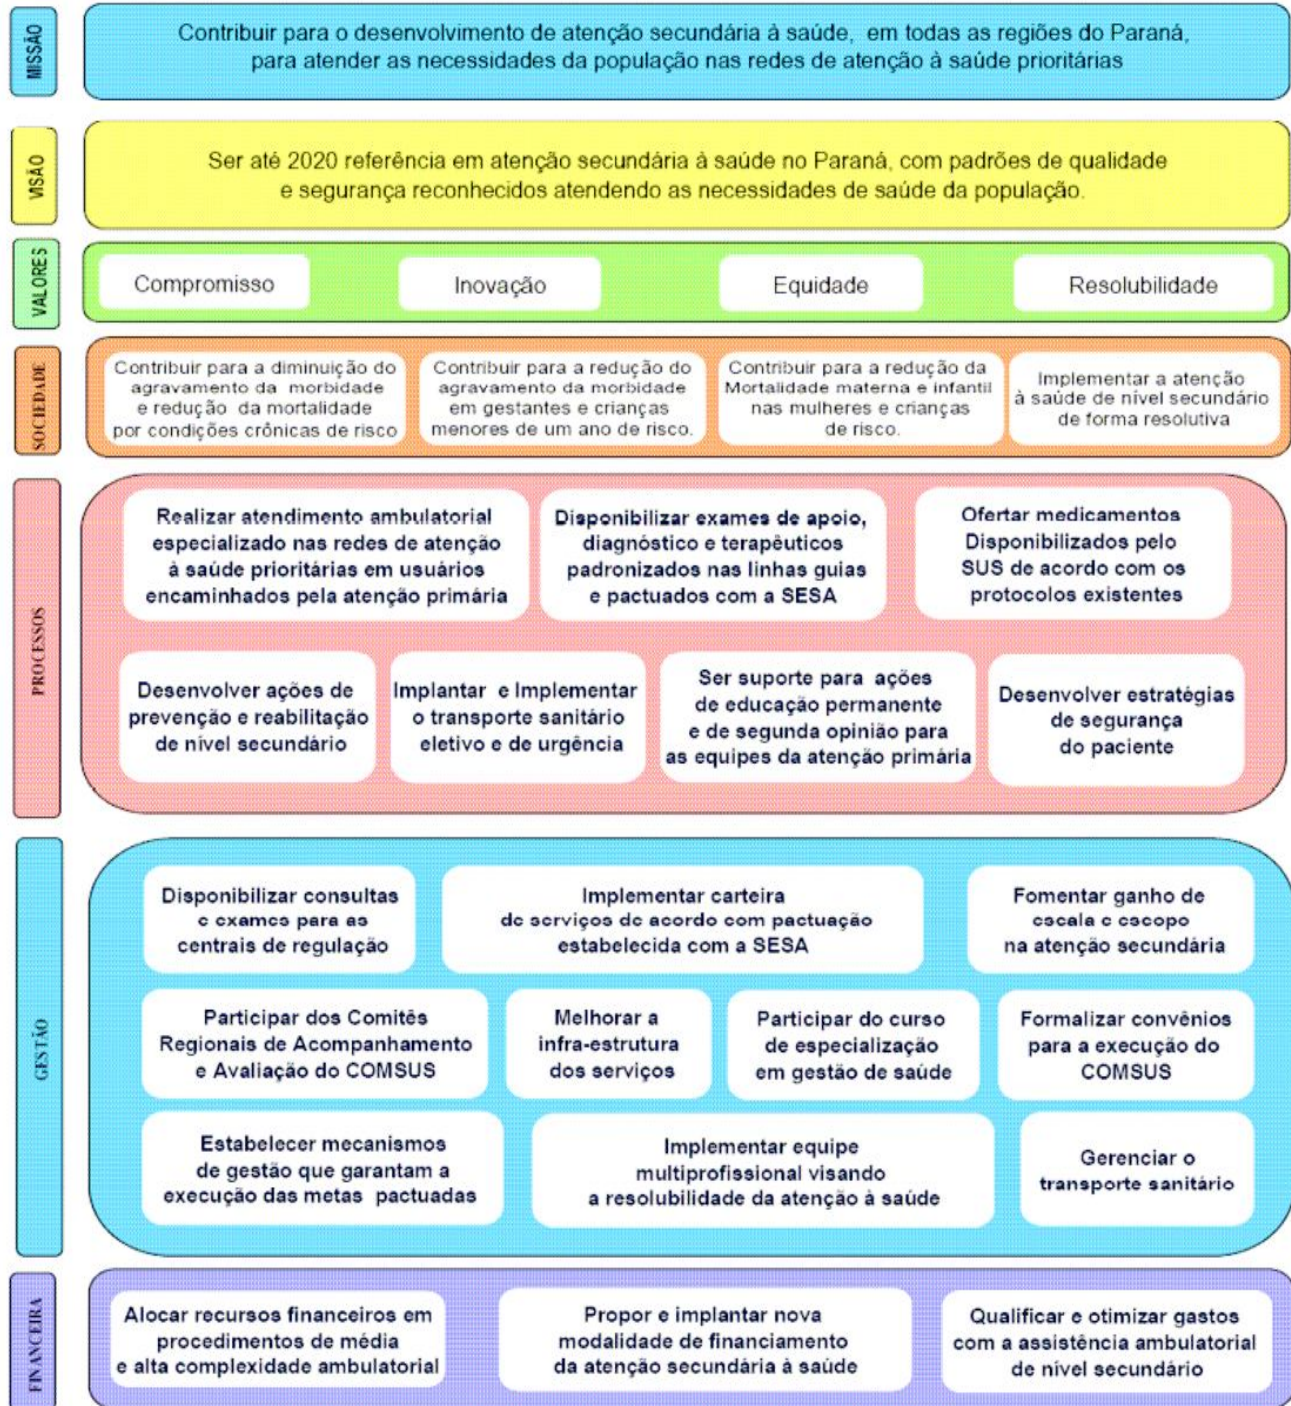 MISSÃO
Contribuir para o desenvolvimento de atenção secundária à saúde, em todas as regiões do Paraná,
para atender as necessidades da população nas redes de atenção à saúde prioritárias
VISÃO
Ser até 2020 referência em atenção secundária à saúde no Paraná, com padrões de qualidade
e segurança reconhecidos atendendo as necessidades de saúde da população.
VALORES
Compromisso
Inovação
Equidade
Resolubilidade
SOCIEDADE
Contribuir para a diminuição do
agravamento da morbidade
e redução da mortalidade
por condições crônicas de risco
Contribuir para a redução do
agravamento da morbidade
em gestantes e crianças
menores de um ano de risco.
Contribuir para a redução da
Mortalidade materna e infantil
nas mulheres e crianças
de risco.
Implementar a atenção
à saúde de nível secundário
de forma resolutiva
PROCESSOS
Realizar atendimento ambulatorial
especializado nas redes de atenção
à saúde prioritárias em usuários
encaminhados pela atenção primária
Disponibilizar exames de apoio,
diagnóstico e terapêuticos
padronizados nas linhas guias
e pactuados com a SESA
Ofertar medicamentos
Disponibilizados pelo
SUS de acordo com os
protocolos existentes
Desenvolver ações de
prevenção e reabilitação
de nível secundário
Implantar e Implementar
o transporte sanitário
eletivo e de urgência
Ser suporte para ações
de educação permanente
e de segunda opinião para
as equipes da atenção primária
Desenvolver estratégias
de segurança
do paciente
GESTÃO
Disponibilizar consultas
e exames para as
centrais de regulação
Implementar carteira
de serviços de acordo com pactuação
estabelecida com a SESA
Fomentar ganho de
escala e escopo
na atenção secundária
Participar dos Comitês
Regionais de Acompanhamento
e Avaliação do COMSUS
Melhorar a
infra-estrutura
dos serviços
Participar do curso
de especialização
em gestão de saúde
Formalizar convênios
para a execução do
COMSUS
Estabelecer mecanismos
de gestão que garantam a
execução das metas pactuadas
Implementar equipe
multiprofissional visando
a resolubilidade da atenção à saúde
Gerenciar o
transporte sanitário
FINANCEIRA
Alocar recursos financeiros em
procedimentos de média
e alta complexidade ambulatorial
Propor e implantar nova
modalidade de financiamento
da atenção secundária à saúde
Qualificar e otimizar gastos
com a assistência ambulatorial
de nível secundário